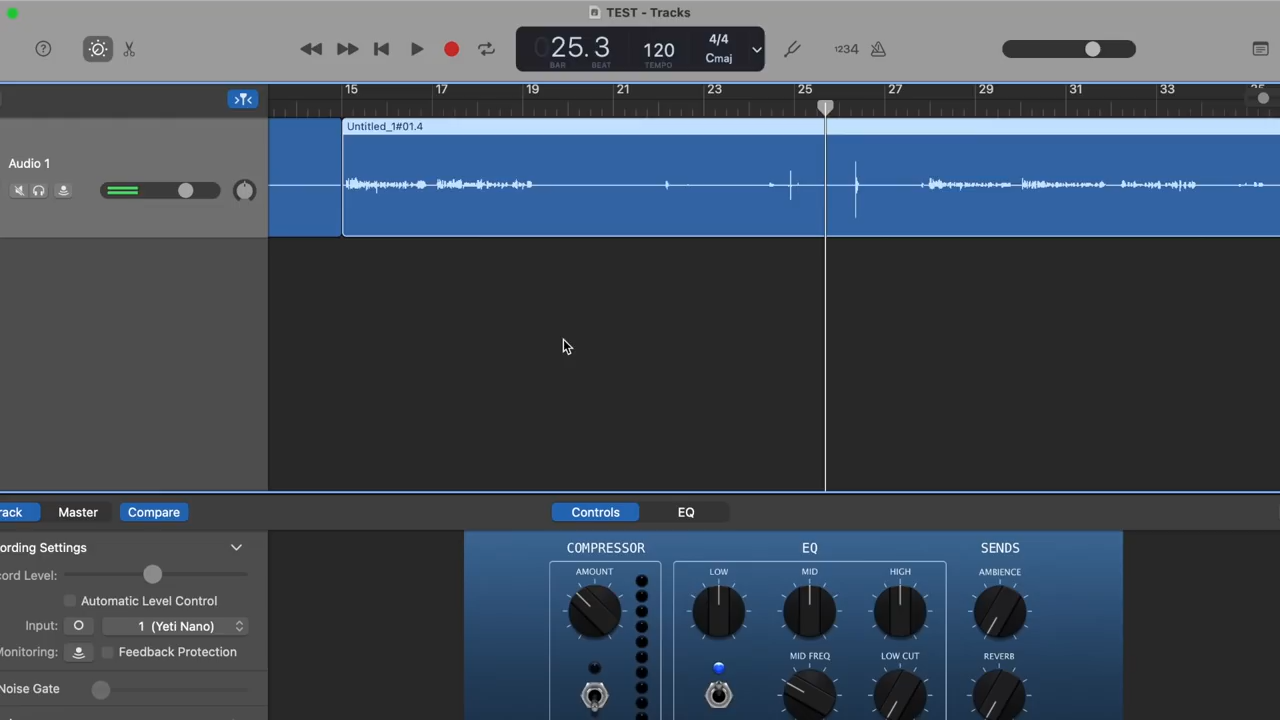 TEST - Tracks
025.3
BAR BEAT
120
TEMPO
4/4
Cmaj
1234
15 17 19 21 23 25 27 29 31 33 35
Untitled_1#01.4
Audio 1
rack
Master
Compare
Controls
EQ
ording Settings
cord Level:
Automatic Level Control
Input:
1 (Yeti Nano)
Monitoring:
Feedback Protection
Noise Gate
COMPRESSOR
AMOUNT
EQ
LOW
MID
HIGH
MID FREQ
LOW CUT
SENDS
AMBIENCE
REVERB